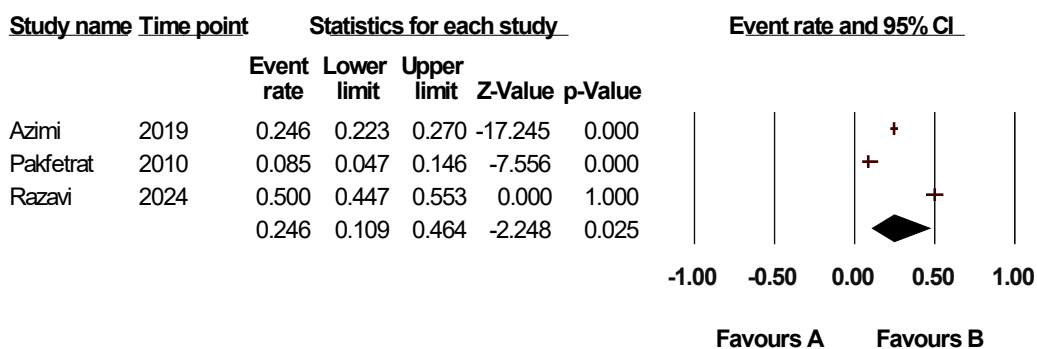 Study name Time point Statistics for each study Event rate and 95% CI
Event rate Lower limit Upper limit Z-Value p-Value
Azimi 2019 0.246 0.223 0.270 -17.245 0.000
Pakfetrat 2010 0.085 0.047 0.146 -7.556 0.000
Razavi 2024 0.500 0.447 0.553 0.000 1.000
0.246 0.109 0.464 -2.248 0.025
-1.00 -0.50 0.00 0.50 1.00
Favours A Favours B